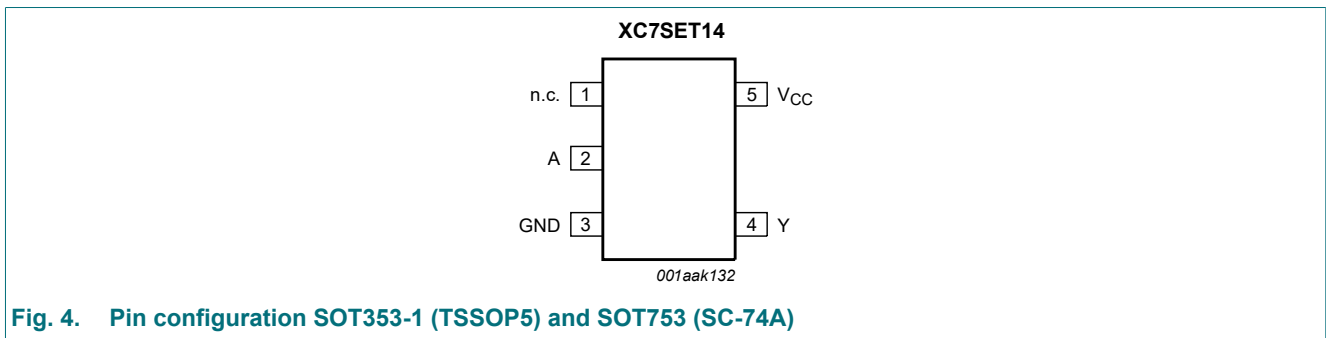 XC7SET14
n.c. 1
5 VCC
A 2
GND 3
4 Y
001aak132
Fig. 4. Pin configuration SOT353-1 (TSSOP5) and SOT753 (SC-74A)